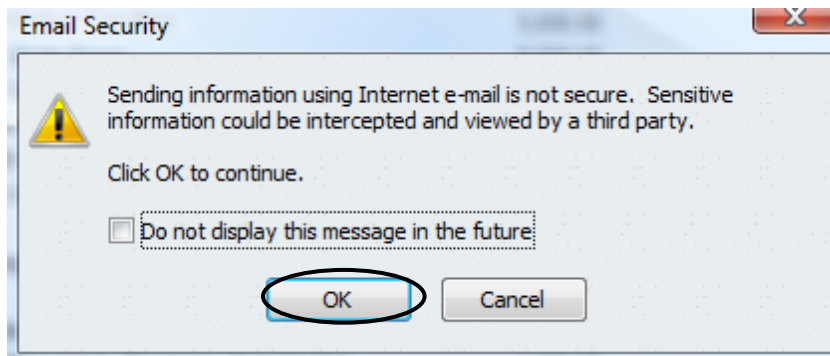 Email Security
Sending information using Internet e-mail is not secure.  Sensitive
information could be intercepted and viewed by a third party.
Click OK to continue.
Do not display this message in the future
OK
Cancel